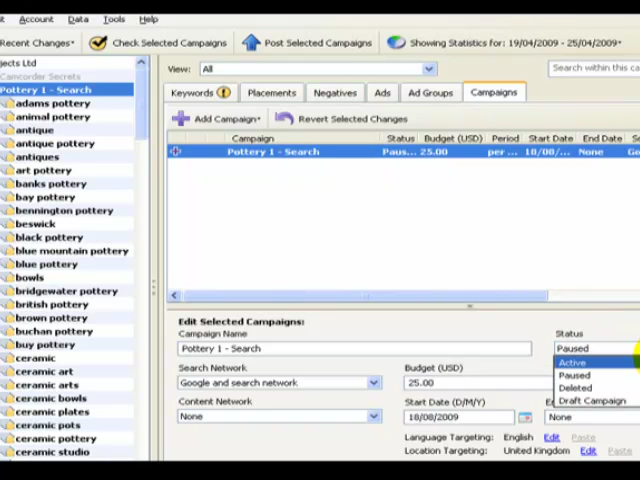 t Account Data Tools Help
Recent Changes Check Selected Campaigns Post Selected Campaigns Showing Statistics for: 19/04/2009 - 25/04/2009
jects Ltd
Camcorder Secrets
Pottery 1 - Search
adams pottery
animal pottery
antique
antique pottery
antiques
art pottery
banks pottery
bay pottery
bennington pottery
beswick
black pottery
blue mountain pottery
blue pottery
bowls
bridgewater pottery
british pottery
brown pottery
buchan pottery
buy pottery
ceramic
ceramic art
ceramic arts
ceramic bowls
ceramic plates
ceramic pots
ceramic pottery
ceramic studio
View: All Search within this ca
Keywords Placements Negatives Ads Ad Groups Campaigns
Add Campaign Revert Selected Changes
Campaign Status Budget (USD) Period Start Date End Date Se
Pottery 1 - Search Paus... 25.00 per ... 18/08/... None Go
Edit Selected Campaigns:
Campaign Name Status
Pottery 1 - Search Paused
Active
Paused
Deleted
Draft Campaign
Search Network Budget (USD)
Google and search network 25.00
Content Network Start Date (D/M/Y) E
None 18/08/2009 None
Language Targeting: English Edit Paste
Location Targeting: United Kingdom Edit Paste